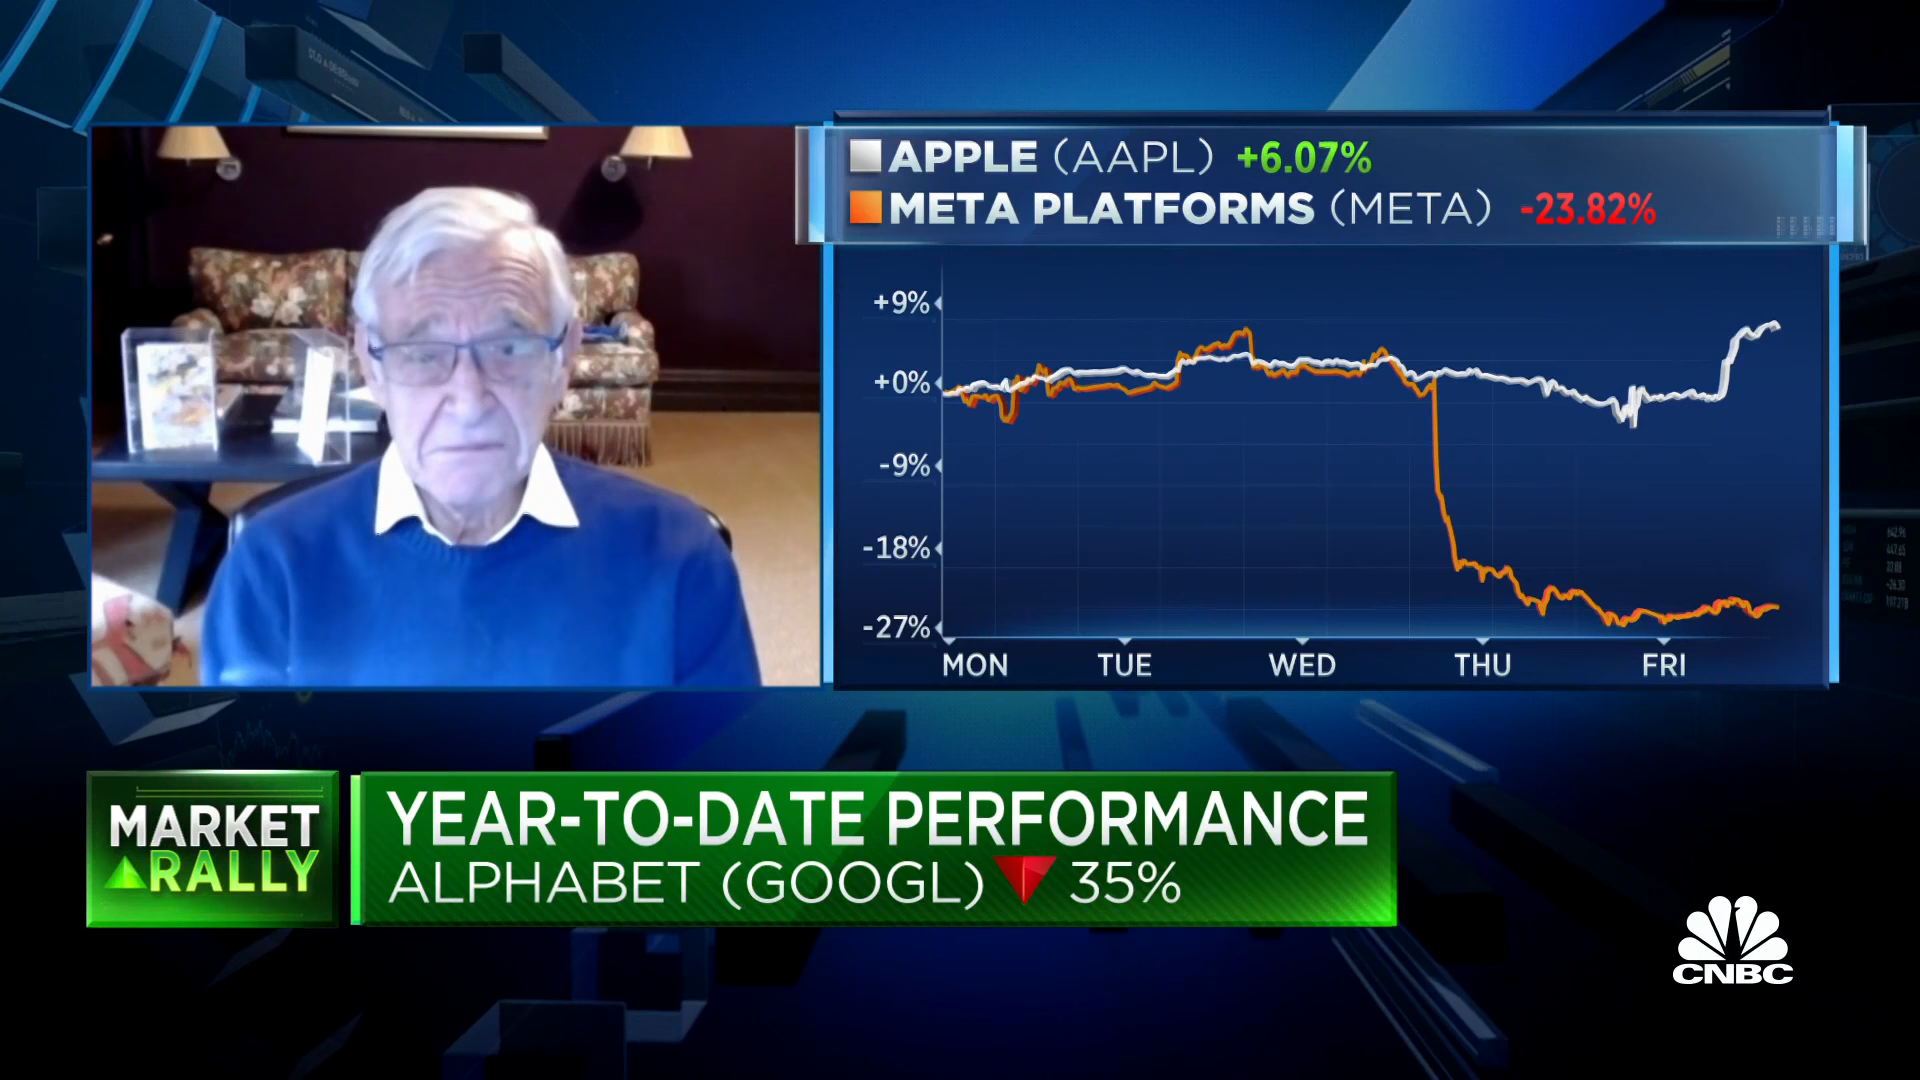 APPLE (AAPL) +6.07%
META PLATFORMS (META) -23.82%
+9%
+0%
-9%
-18%
-27%
MON TUE WED THU FRI
MARKET
RALLY
YEAR-TO-DATE PERFORMANCE
ALPHABET (GOOGL) 35%
CNBC